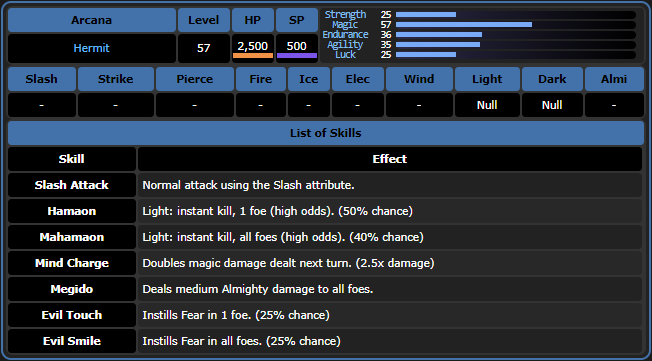 Arcana Level HP SP
Hermit 57 2,500 500
Strength 25
Magic 57
Endurance 36
Agility 35
Luck 25
Slash Strike Pierce Fire Ice Elec Wind Light Dark Almi
- - - - - - - Null Null -
List of Skills
Skill Effect
Slash Attack Normal attack using the Slash attribute.
Hamaon Light: instant kill, 1 foe (high odds). (50% chance)
Mahamaon Light: instant kill, all foes (high odds). (40% chance)
Mind Charge Doubles magic damage dealt next turn. (2.5x damage)
Megido Deals medium Almighty damage to all foes.
Evil Touch Instills Fear in 1 foe. (25% chance)
Evil Smile Instills Fear in all foes. (25% chance)